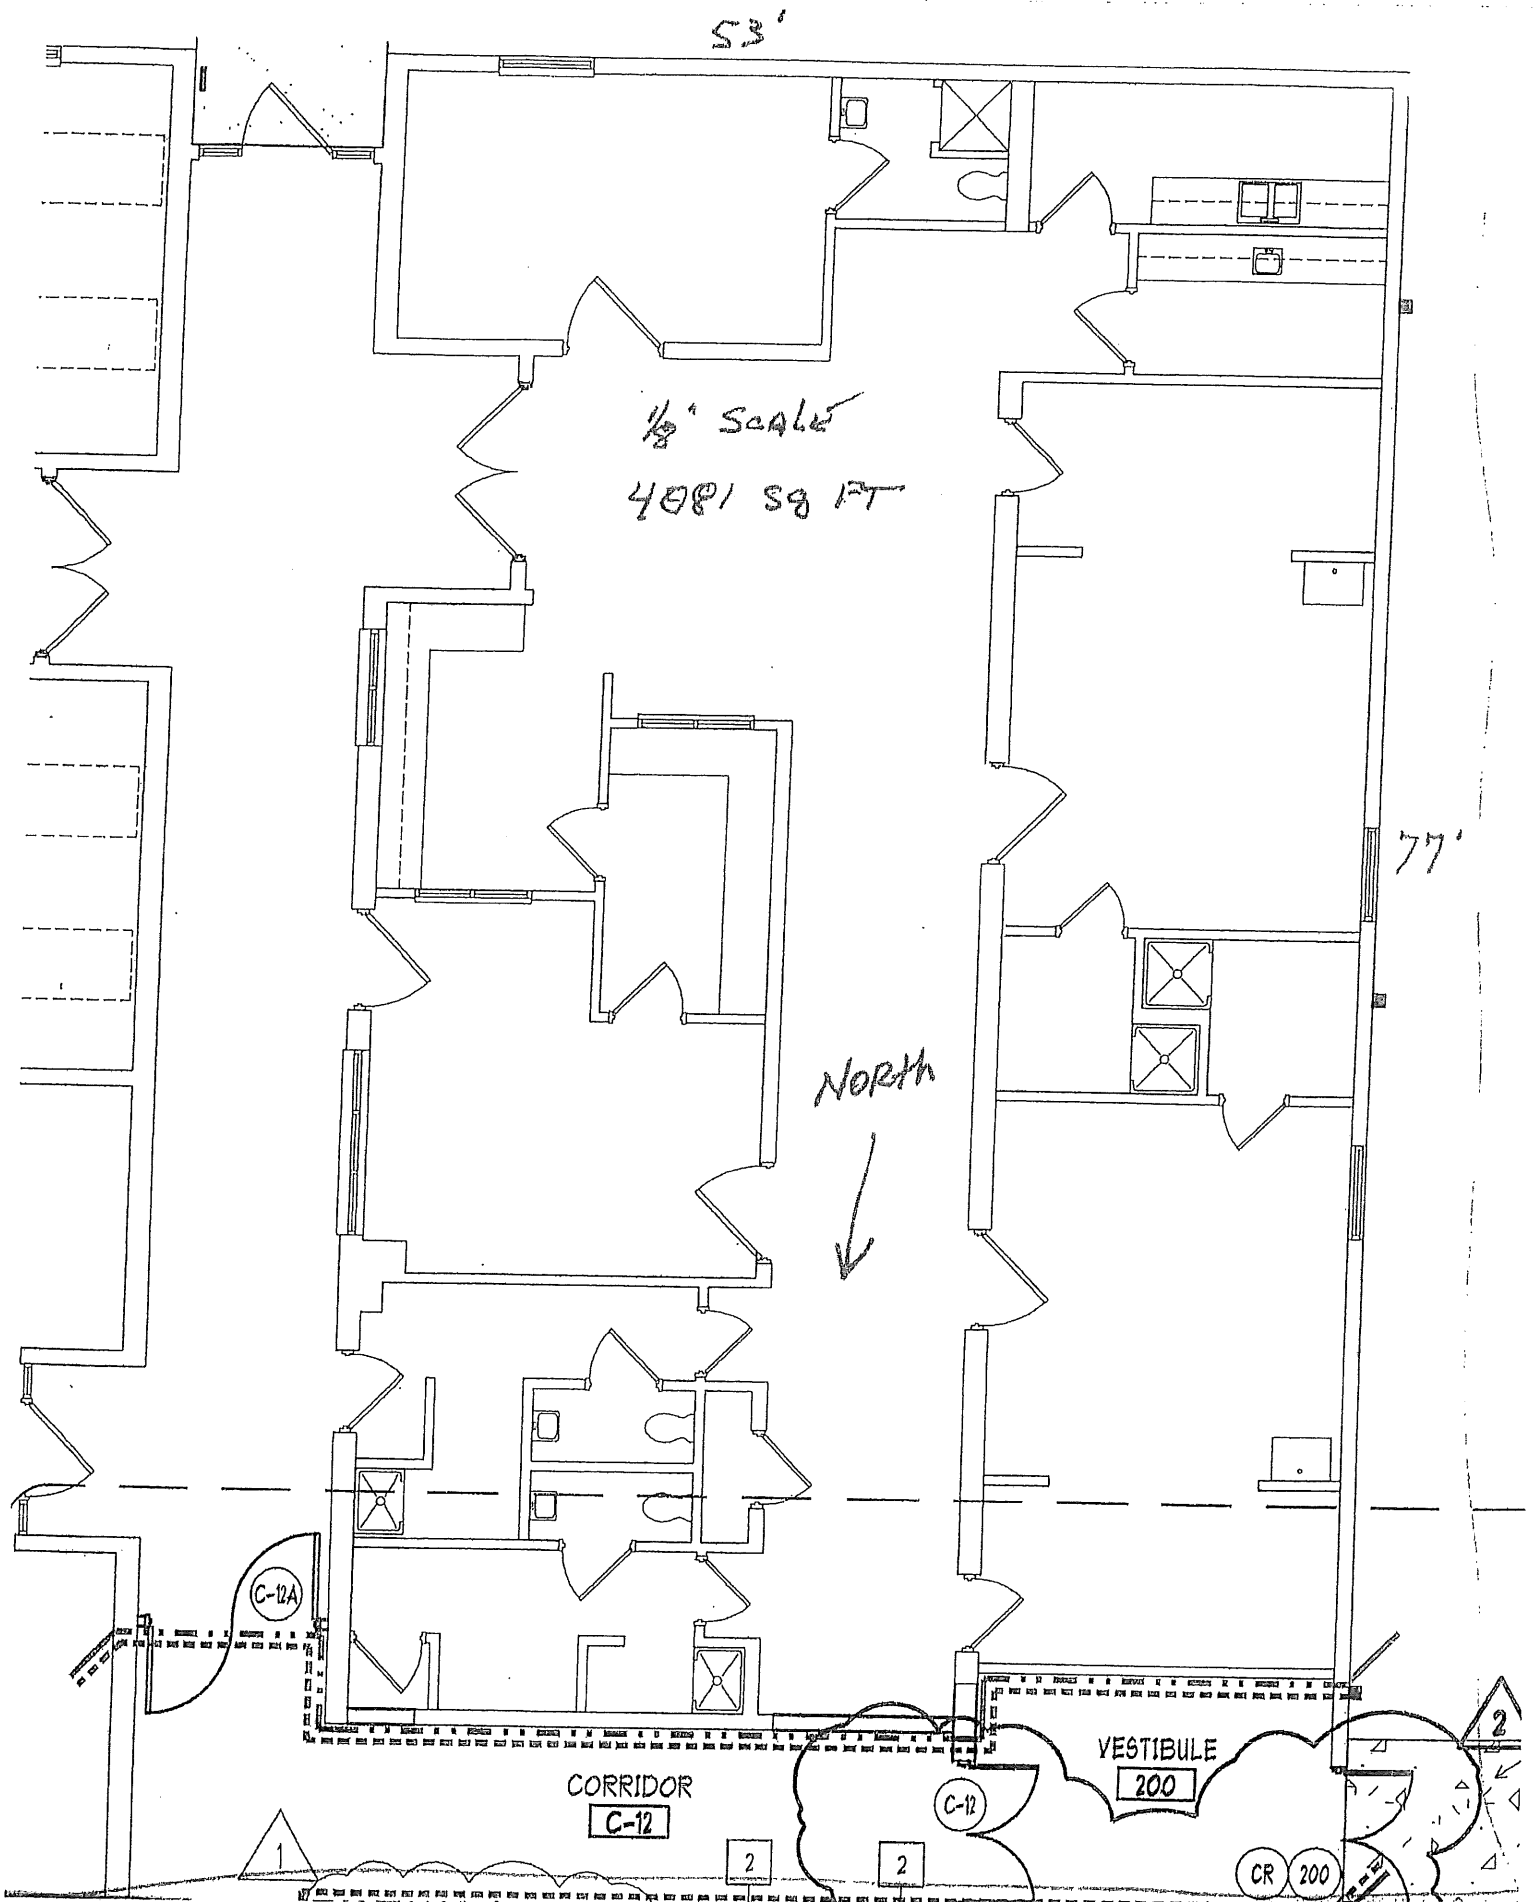 53'
1/8" SCALE
4081 Sq FT
77'
NORth
C-12A
VESTIBULE
200
2
CORRIDOR
C-12
C-12
1
2
2
CR
200